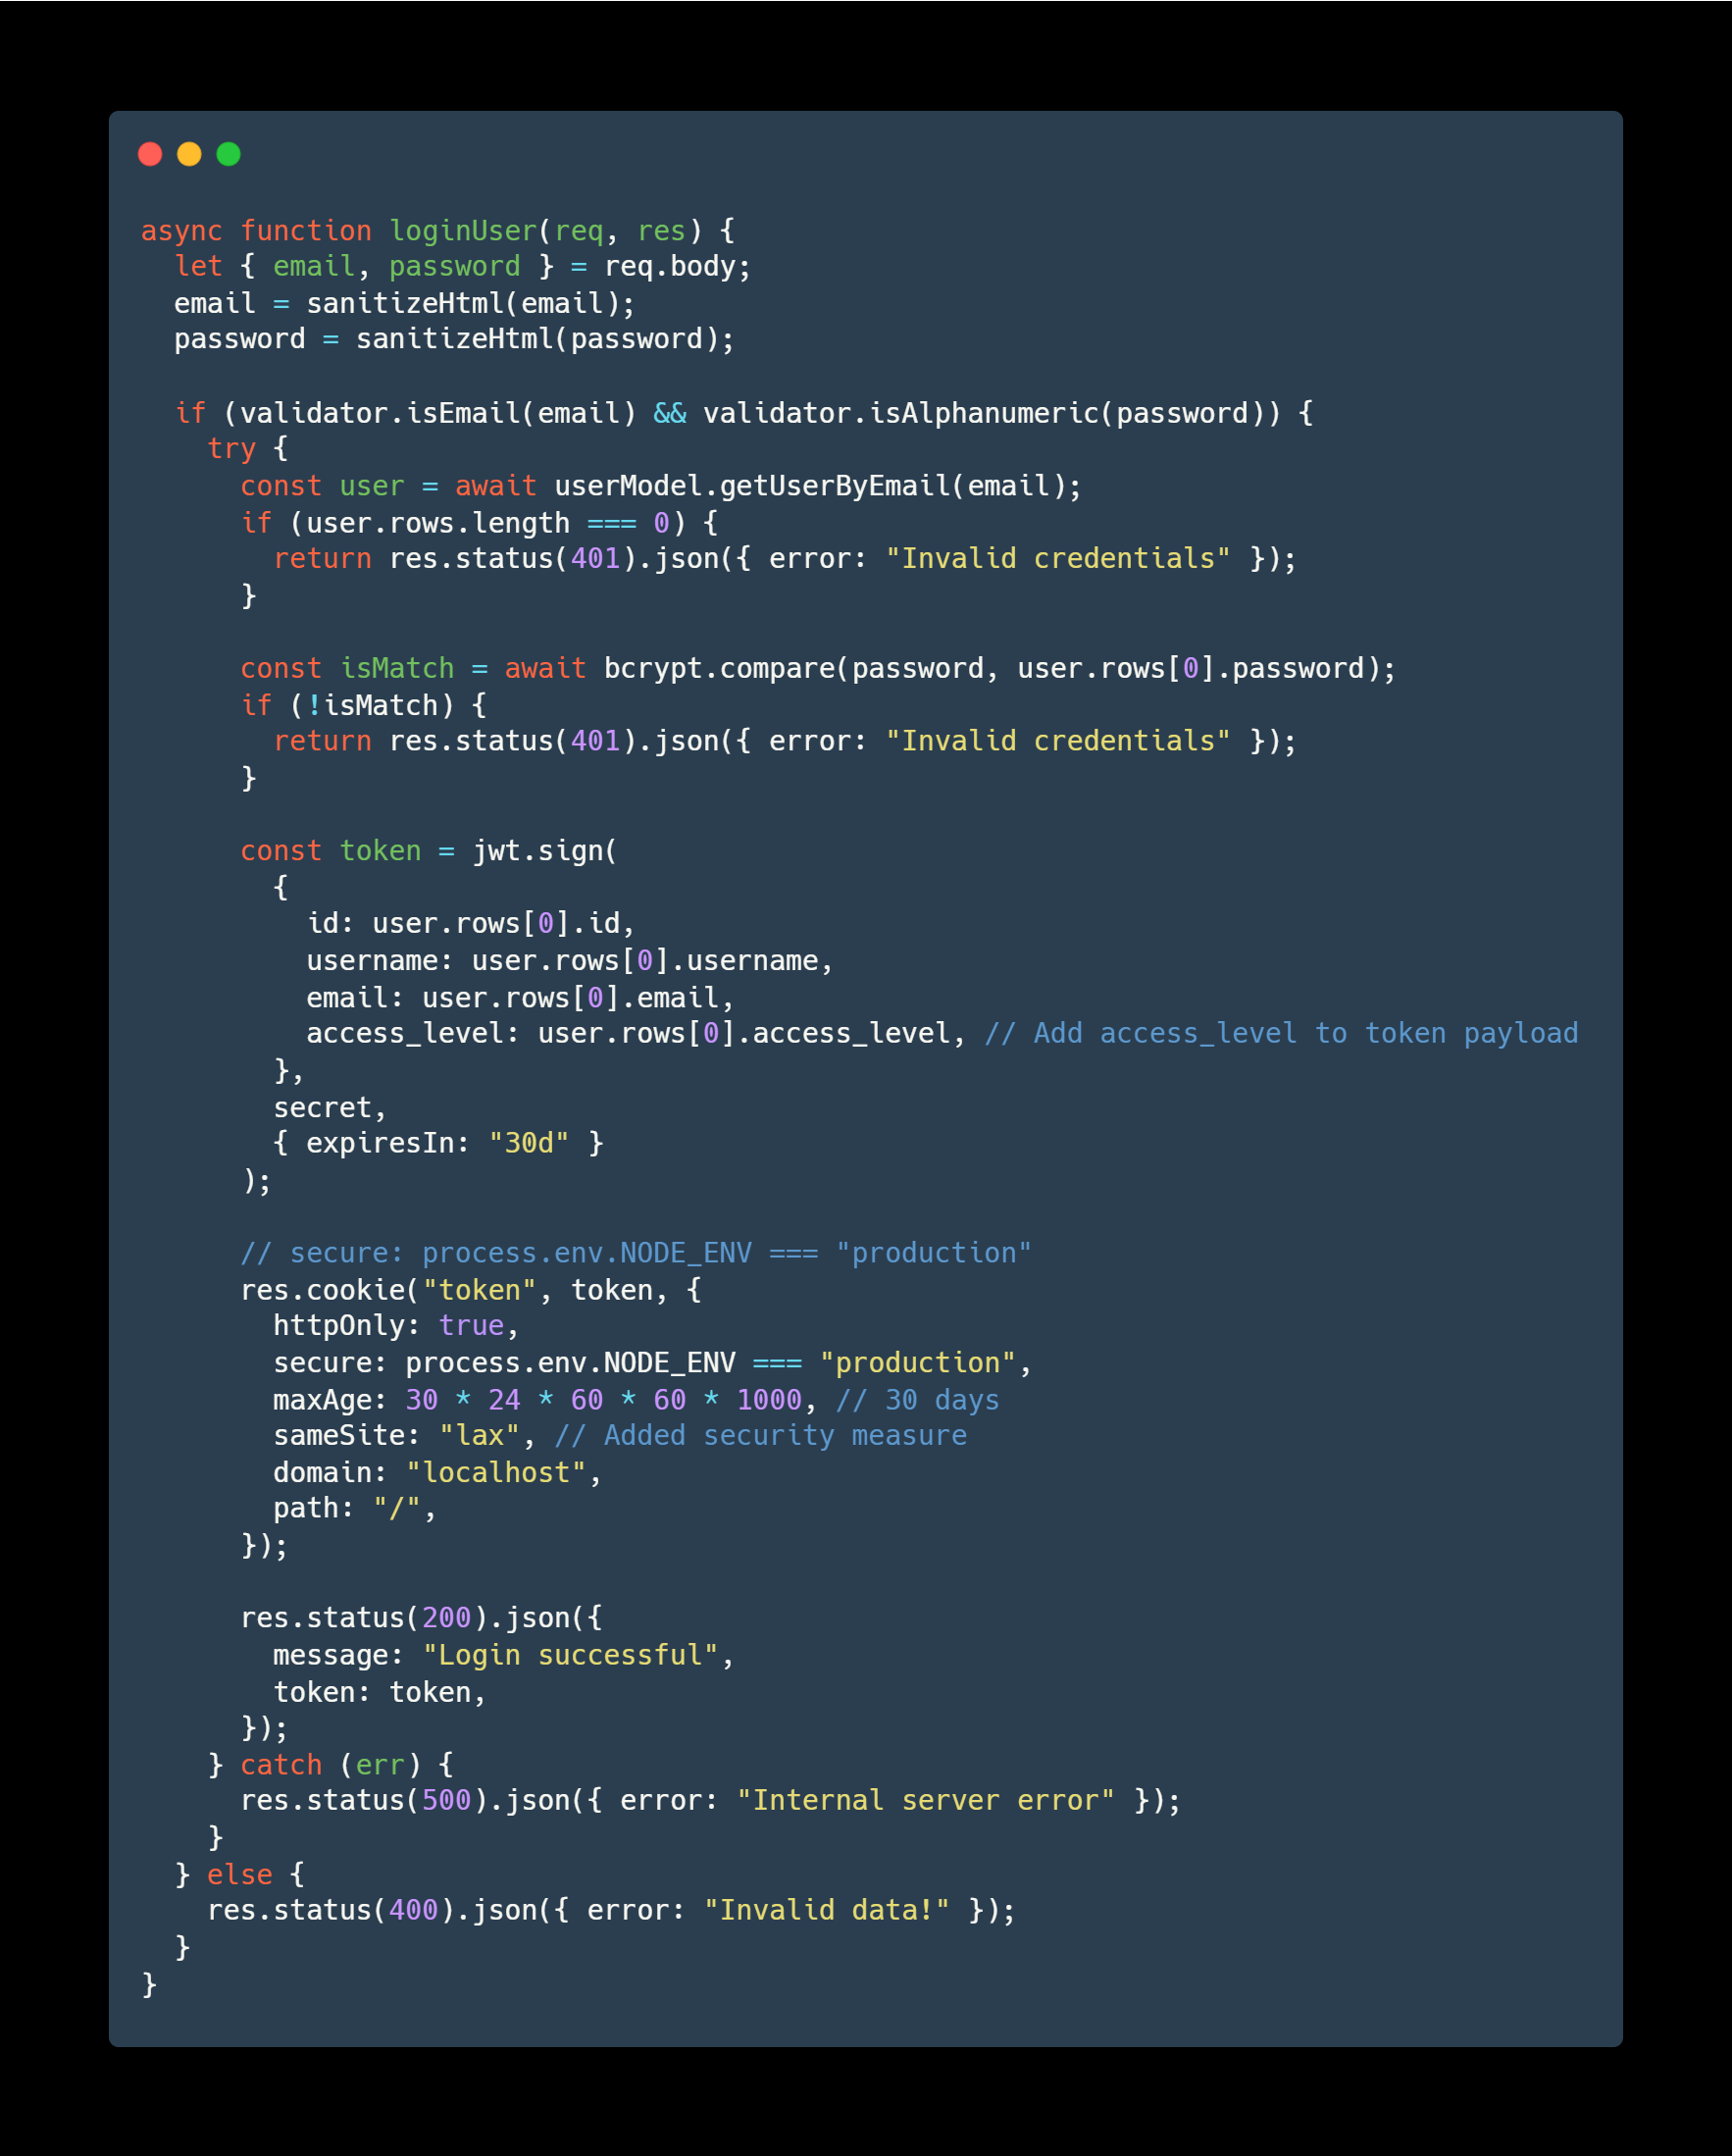 async function loginUser(req, res) {
  let { email, password } = req.body;
  email = sanitizeHtml(email);
  password = sanitizeHtml(password);

  if (validator.isEmail(email) && validator.isAlphanumeric(password)) {
    try {
      const user = await userModel.getUserByEmail(email);
      if (user.rows.length === 0) {
        return res.status(401).json({ error: "Invalid credentials" });
      }

      const isMatch = await bcrypt.compare(password, user.rows[0].password);
      if (!isMatch) {
        return res.status(401).json({ error: "Invalid credentials" });
      }

      const token = jwt.sign(
        {
          id: user.rows[0].id,
          username: user.rows[0].username,
          email: user.rows[0].email,
          access_level: user.rows[0].access_level, // Add access_level to token payload
        },
        secret,
        { expiresIn: "30d" }
      );

      // secure: process.env.NODE_ENV === "production"
      res.cookie("token", token, {
        httpOnly: true,
        secure: process.env.NODE_ENV === "production",
        maxAge: 30 * 24 * 60 * 60 * 1000, // 30 days
        sameSite: "lax", // Added security measure
        domain: "localhost",
        path: "/",
      });

      res.status(200).json({
        message: "Login successful",
        token: token,
      });
    } catch (err) {
      res.status(500).json({ error: "Internal server error" });
    }
  } else {
    res.status(400).json({ error: "Invalid data!" });
  }
}